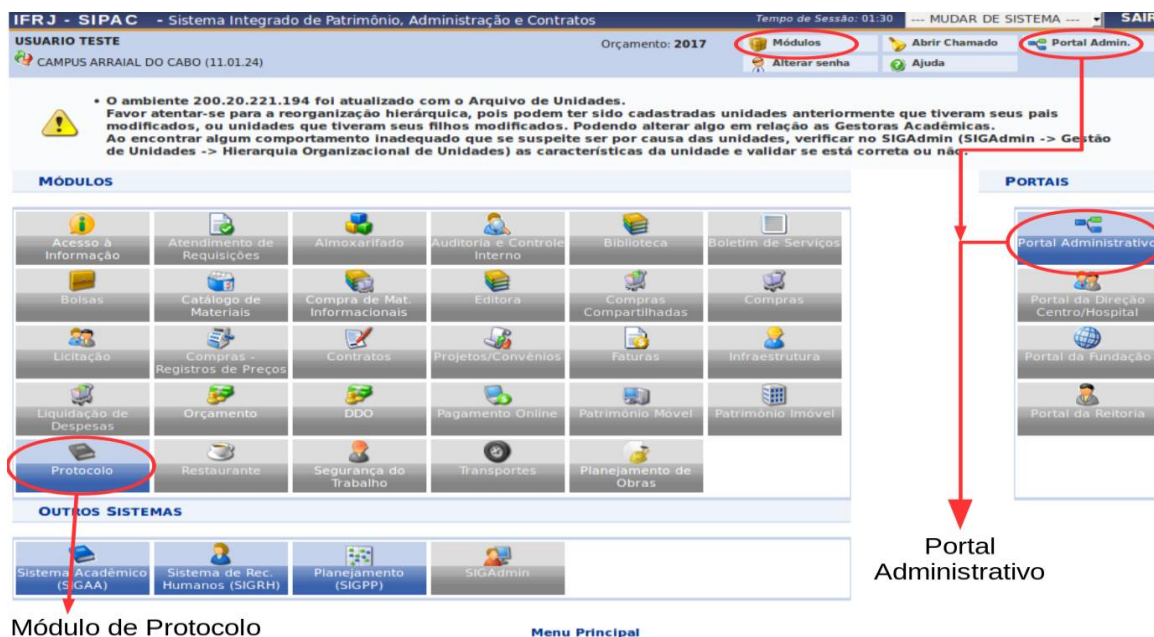 IFRJ - SIPAC - Sistema Integrado de Patrimônio, Administração e Contratos
Tempo de Sessão: 01:30
--- MUDAR DE SISTEMA ---
SAIR
USUARIO TESTE
Orçamento: 2017
Módulos
Abrir Chamado
Portal Admin.
CAMPUS ARRAIAL DO CABO (11.01.24)
Alterar senha
Ajuda
• O ambiente 200.20.221.194 foi atualizado com o Arquivo de Unidades.
Favor atentar-se para a reorganização hierárquica, pois podem ter sido cadastradas unidades anteriormente que tiveram seus pais
modificados, ou unidades que tiveram seus filhos modificados. Podendo alterar algo em relação as Gestoras Acadêmicas.
Ao encontrar algum comportamento inadequado que se suspeite ser por causa das unidades, verificar no SIGAdmin (SIGAdmin -> Gestão
de Unidades -> Hierarquia Organizacional de Unidades) as características da unidade e validar se está correta ou não.
MÓDULOS
Acesso à
Informação
Atendimento de
Requisições
Almoxarifado
Auditoria e Controle
Interno
Biblioteca
Boletim de Serviços
Bolsas
Catálogo de
Materiais
Compra de Mat.
Informacionais
Editora
Compras
Compartilhadas
Compras
Licitação
Compras -
Registros de Preços
Contratos
Projetos/Convênios
Faturas
Infraestrutura
Liquidação de
Despesas
Orçamento
DDO
Pagamento Online
Patrimônio Móvel
Patrimônio Imóvel
Protocolo
Restaurante
Segurança do
Trabalho
Transportes
Planejamento de
Obras
PORTAIS
Portal Administrativo
Portal da Direção
Centro/Hospital
Portal da Fundação
Portal da Reitoria
OUTROS SISTEMAS
Sistema Acadêmico
(SIGAA)
Sistema de Rec.
Humanos (SIGRH)
Planejamento
(SIGPP)
SIGAdmin
Portal
Administrativo
Módulo de Protocolo
Menu Principal